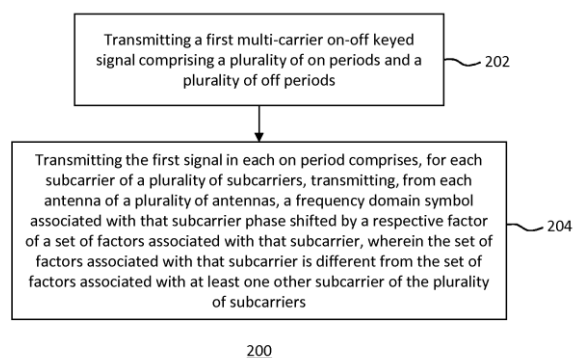 Transmitting a first multi-carrier on-off keyed
signal comprising a plurality of on periods and a
plurality of off periods
202
Transmitting the first signal in each on period comprises, for each
subcarrier of a plurality of subcarriers, transmitting, from each
antenna of a plurality of antennas, a frequency domain symbol
associated with that subcarrier phase shifted by a respective factor
of a set of factors associated with that subcarrier, wherein the set of
factors associated with that subcarrier is different from the set of
factors associated with at least one other subcarrier of the plurality
of subcarriers
204
200